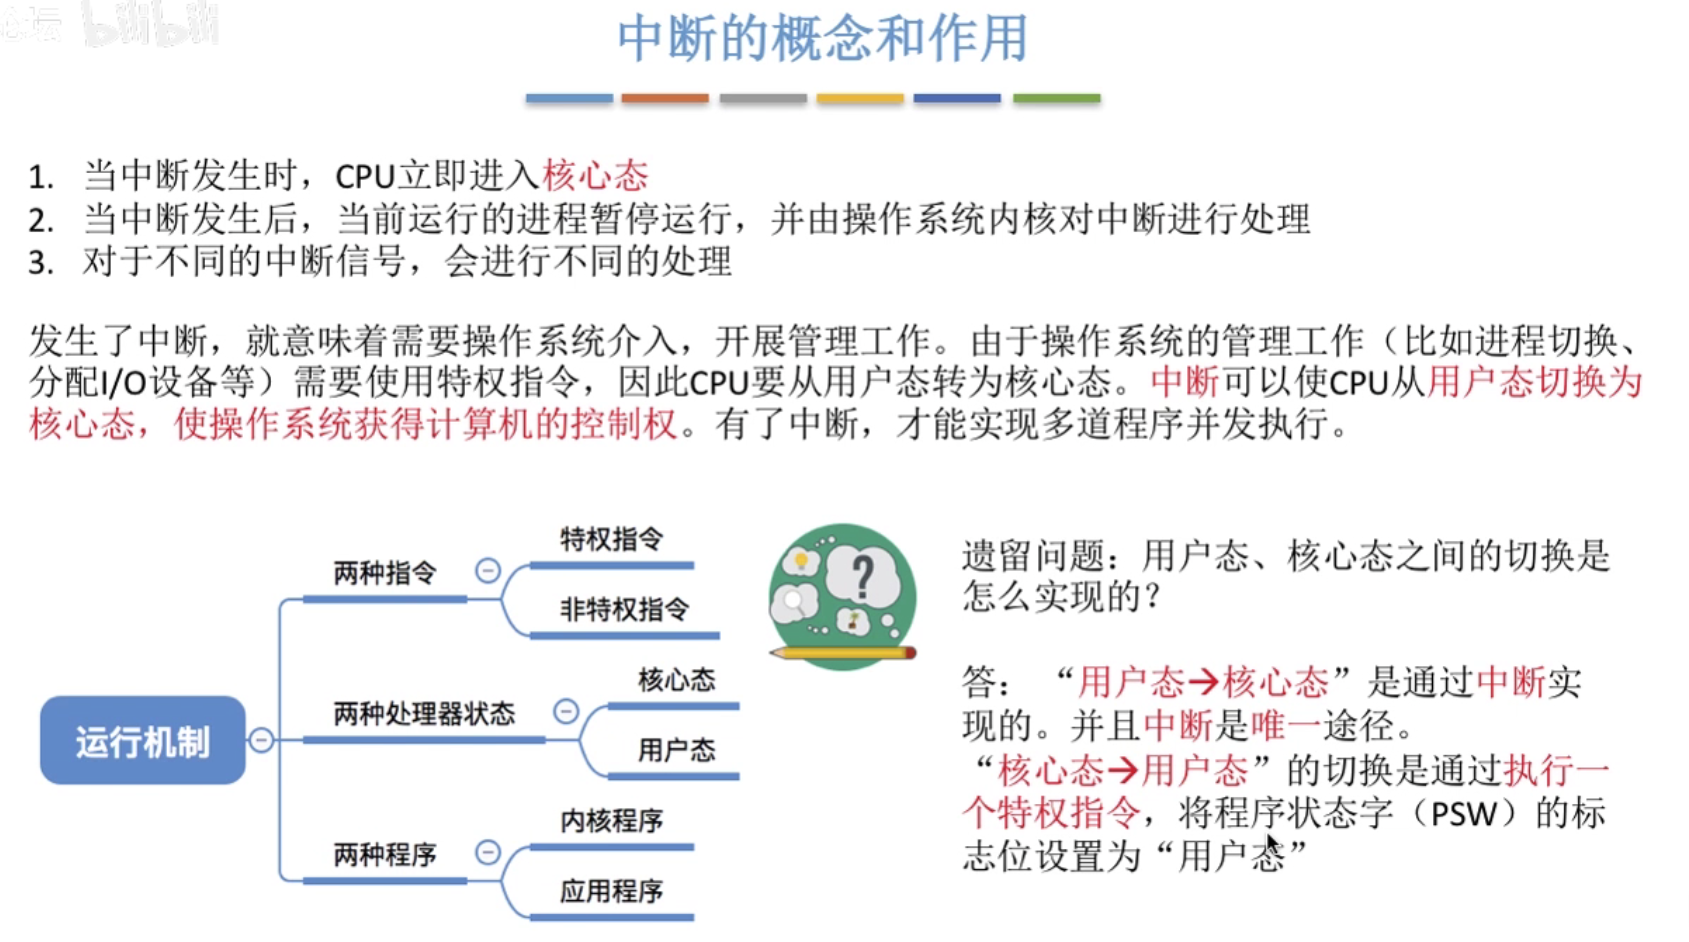 bilibili
中断的概念和作用
1. 当中断发生时，CPU立即进入核心态
2. 当中断发生后，当前运行的进程暂停运行，并由操作系统内核对中断进行处理
3. 对于不同的中断信号，会进行不同的处理
发生了中断，就意味着需要操作系统介入，开展管理工作。由于操作系统的管理工作（比如进程切换、
分配I/O设备等）需要使用特权指令，因此CPU要从用户态转为核心态。中断可以使CPU从用户态切换为
核心态，使操作系统获得计算机的控制权。有了中断，才能实现多道程序并发执行。
运行机制
两种指令
特权指令
非特权指令
两种处理器状态
核心态
用户态
两种程序
内核程序
应用程序
?
遗留问题：用户态、核心态之间的切换是
怎么实现的？
答：“用户态→核心态”是通过中断实
现的。并且中断是唯一途径。
“核心态→用户态”的切换是通过执行一
个特权指令，将程序状态字（PSW）的标
志位设置为“用户态”